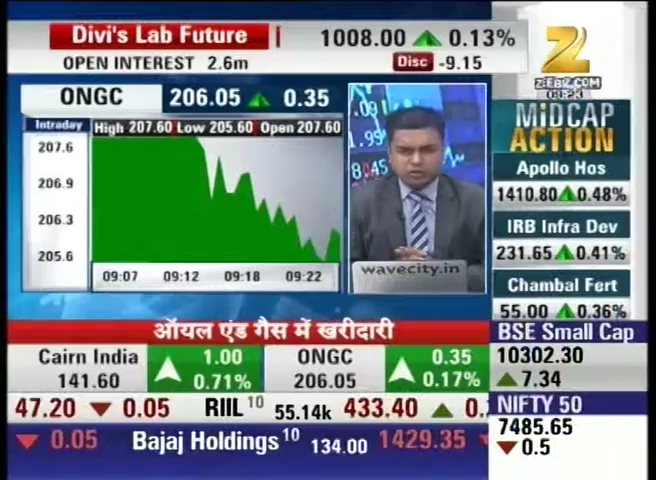 Divi's Lab Future 1008.00 0.13%
OPEN INTEREST 2.6m Disc -9.15
ZEEBIZ.COM
ONGC 206.05 0.35
Intraday High 207.60 Low 205.60 Open 207.60
207.6
206.9
206.3
205.6
09:07 09:12 09:18 09:22
wavecity.in
MiDCAP
ACTION
Apollo Hos
1410.80 0.48%
IRB Infra Dev
231.65 0.41%
Chambal Fert
55.00 0.36%
ऑयल एंड गैस में खरीदारी
Cairn India 1.00 ONGC 0.35
141.60 0.71% 206.05 0.17%
BSE Small Cap
10302.30
7.34
47.20 0.05 RIIL 10 55.14k 433.40
NIFTY 50
7485.65
0.5
0.05 Bajaj Holdings 10 134.00 1429.35